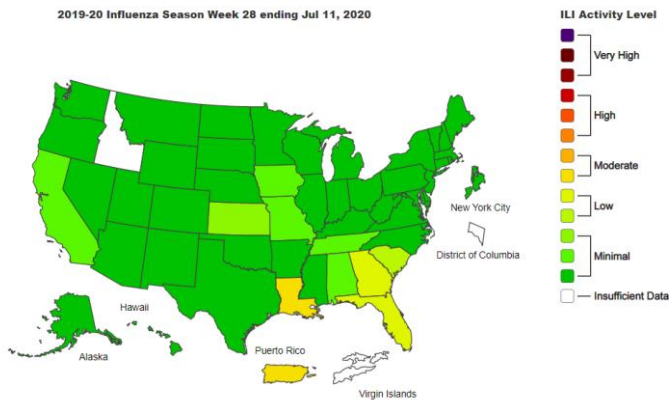 2019-20 Influenza Season Week 28 ending Jul 11, 2020
ILI Activity Level
Very High
High
Moderate
Low
Minimal
Insufficient Data
New York City
District of Columbia
Hawaii
Alaska
Puerto Rico
Virgin Islands